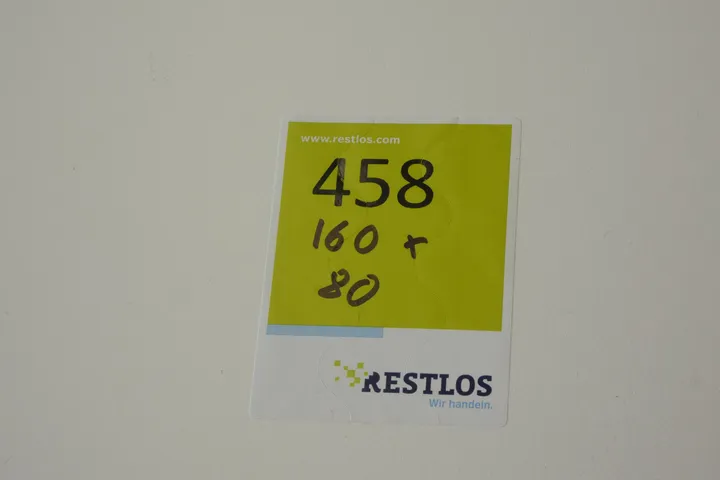 www.restlos.com
458
160 x
80
RESTLOS
Wir handeln.